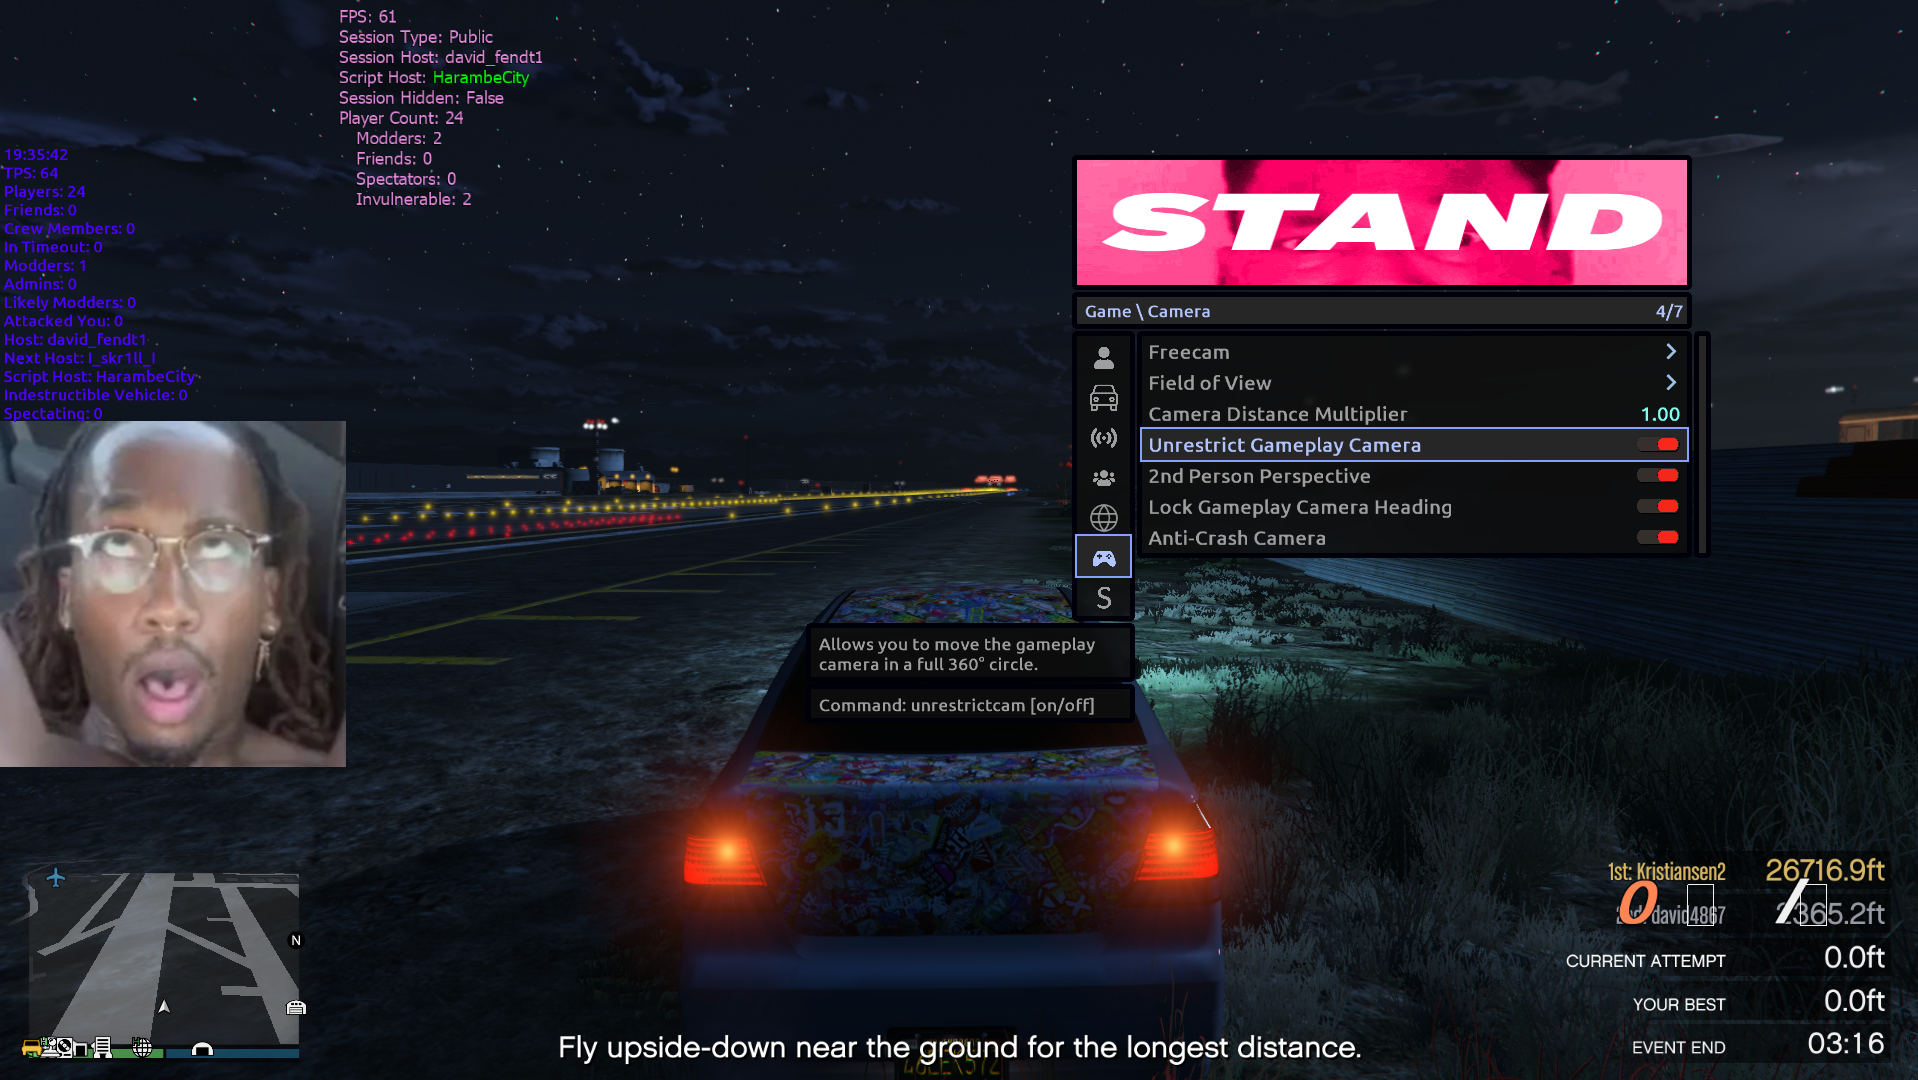 FPS: 61
Session Type: Public
Session Host: david_fendt1
Script Host: HarambeCity
Session Hidden: False
Player Count: 24
Modders: 2
Friends: 0
Spectators: 0
Invulnerable: 2
19:35:42
TPS: 64
Players: 24
Friends: 0
Crew Members: 0
In Timeout: 0
Modders: 1
Admins: 0
Likely Modders: 0
Attacked You: 0
Host: david_fendt1
Next Host: I_skr1ll_I
Script Host: HarambeCity
Indestructible Vehicle: 0
Spectating: 0
STAND
Game \ Camera 4/7
Freecam
Field of View
Camera Distance Multiplier 1.00
Unrestrict Gameplay Camera
2nd Person Perspective
Lock Gameplay Camera Heading
Anti-Crash Camera
S
Allows you to move the gameplay
camera in a full 360° circle.
Command: unrestrictcam [on/off]
N
1st: Kristiansen2 26716.9ft
0 /
2nd: david4867
CURRENT ATTEMPT 0.0ft
YOUR BEST 0.0ft
EVENT END 03:16
Fly upside-down near the ground for the longest distance.